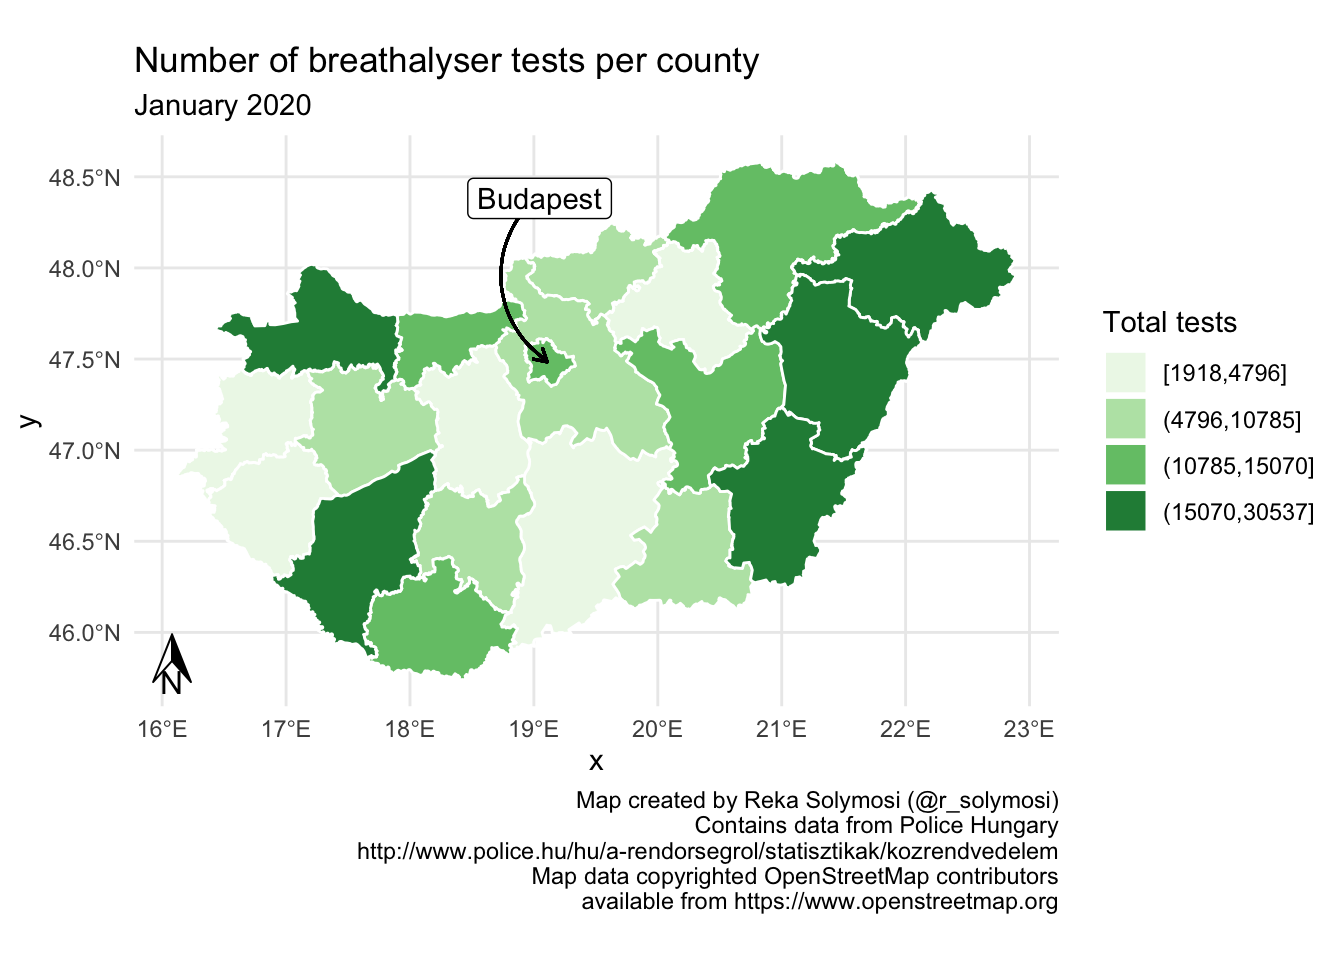 Number of breathalyser tests per county
January 2020
Budapest
48.5°N
48.0°N
47.5°N
47.0°N
46.5°N
46.0°N
y
N
16°E 17°E 18°E 19°E 20°E 21°E 22°E 23°E
x
Total tests
[1918,4796]
(4796,10785]
(10785,15070]
(15070,30537]
Map created by Reka Solymosi (@r_solymosi)
Contains data from Police Hungary
http://www.police.hu/hu/a-rendorsegrol/statisztikak/kozrendvedelem
Map data copyrighted OpenStreetMap contributors
available from https://www.openstreetmap.org